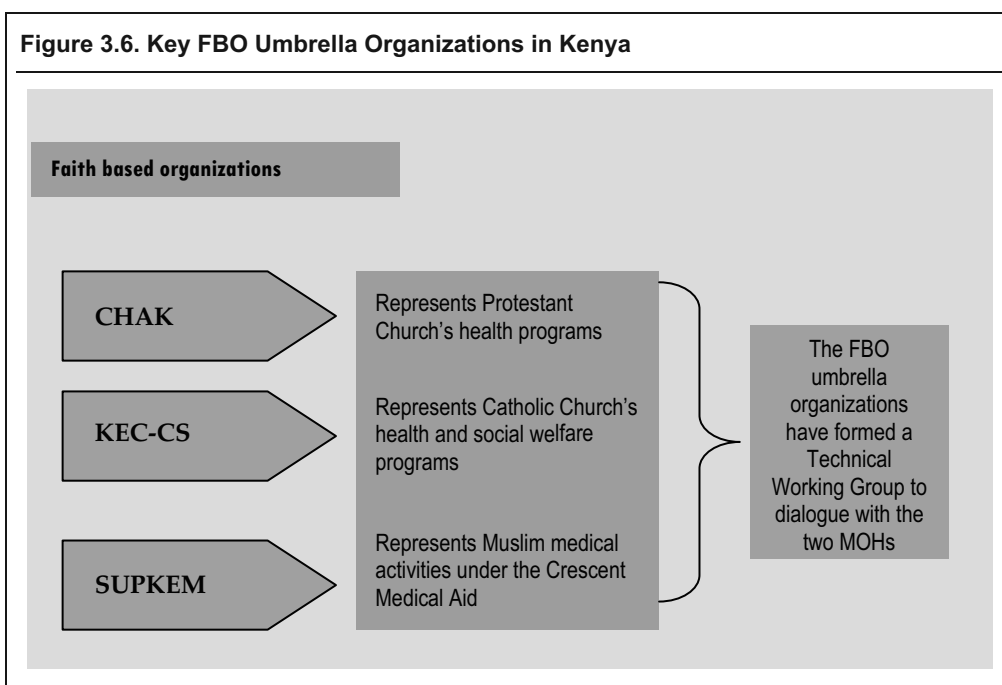 Figure 3.6. Key FBO Umbrella Organizations in Kenya
Faith based organizations
CHAK
Represents Protestant
Church’s health programs
KEC-CS
Represents Catholic Church’s
health and social welfare
programs
SUPKEM
Represents Muslim medical
activities under the Crescent
Medical Aid
The FBO
umbrella
organizations
have formed a
Technical
Working Group to
dialogue with the
two MOHs